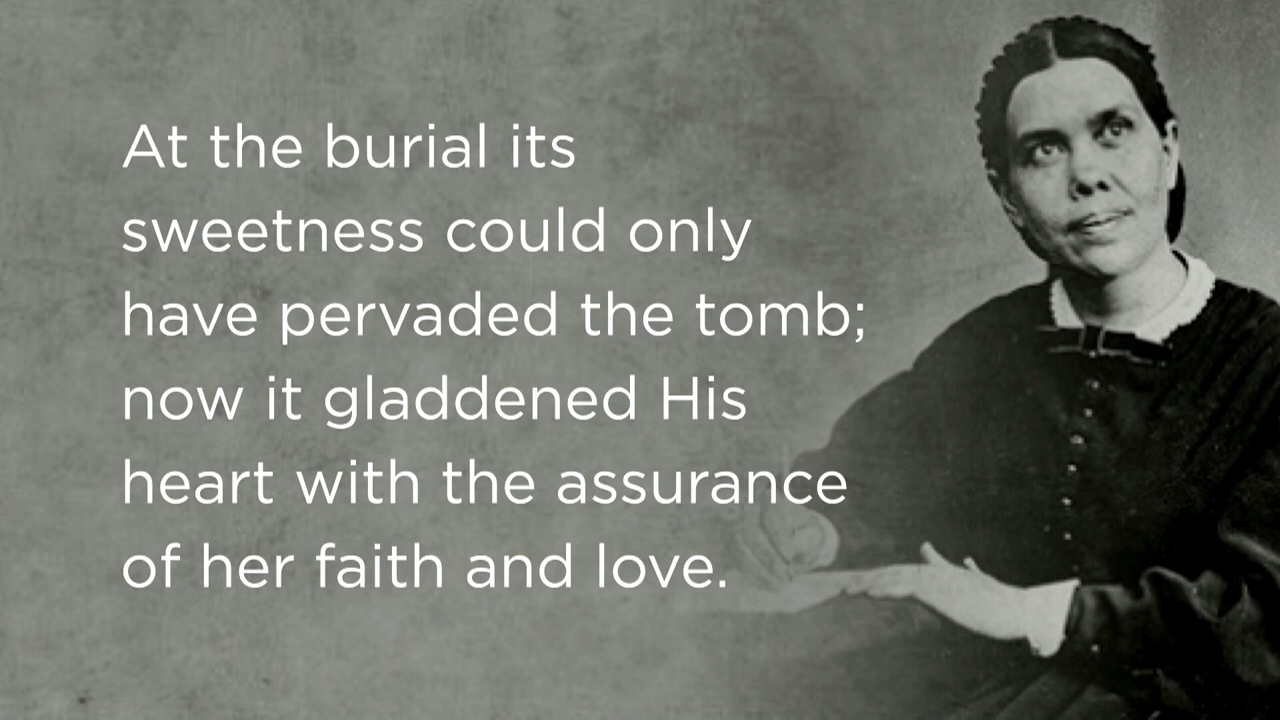 At the burial its
sweetness could only
have pervaded the tomb;
now it gladdened His
heart with the assurance
of her faith and love.